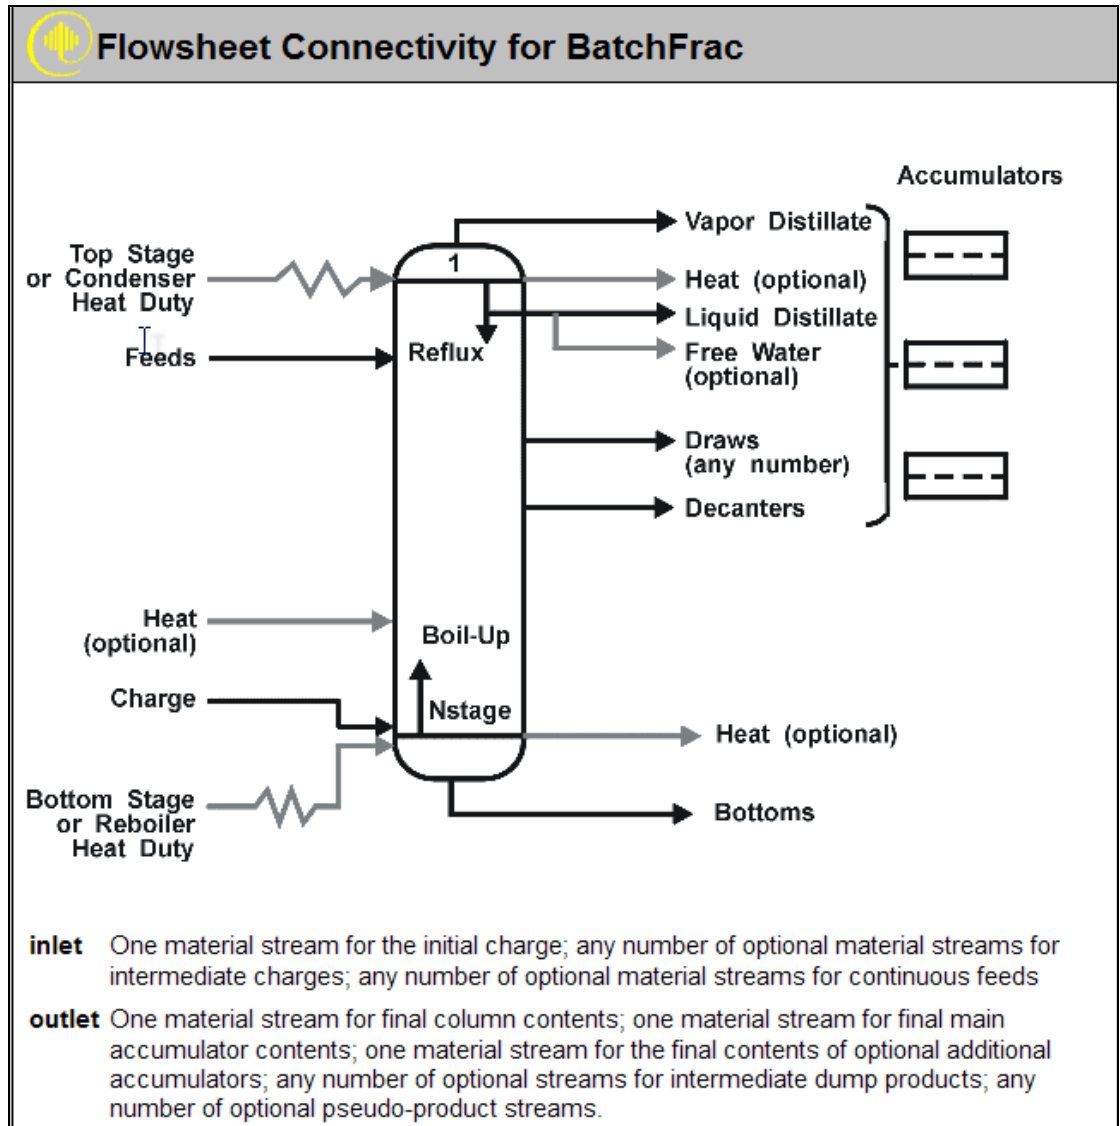 Flowsheet Connectivity for BatchFrac
Accumulators
Vapor Distillate
Top Stage
or Condenser
Heat Duty
1
Heat (optional)
Liquid Distillate
Feeds
Reflux
Free Water
(optional)
Draws
(any number)
Decanters
Heat
(optional)
Boil-Up
Charge
Nstage
Heat (optional)
Bottom Stage
or Reboiler
Heat Duty
Bottoms
inlet One material stream for the initial charge; any number of optional material streams for
intermediate charges; any number of optional material streams for continuous feeds
outlet One material stream for final column contents; one material stream for final main
accumulator contents; one material stream for the final contents of optional additional
accumulators; any number of optional streams for intermediate dump products; any
number of optional pseudo-product streams.